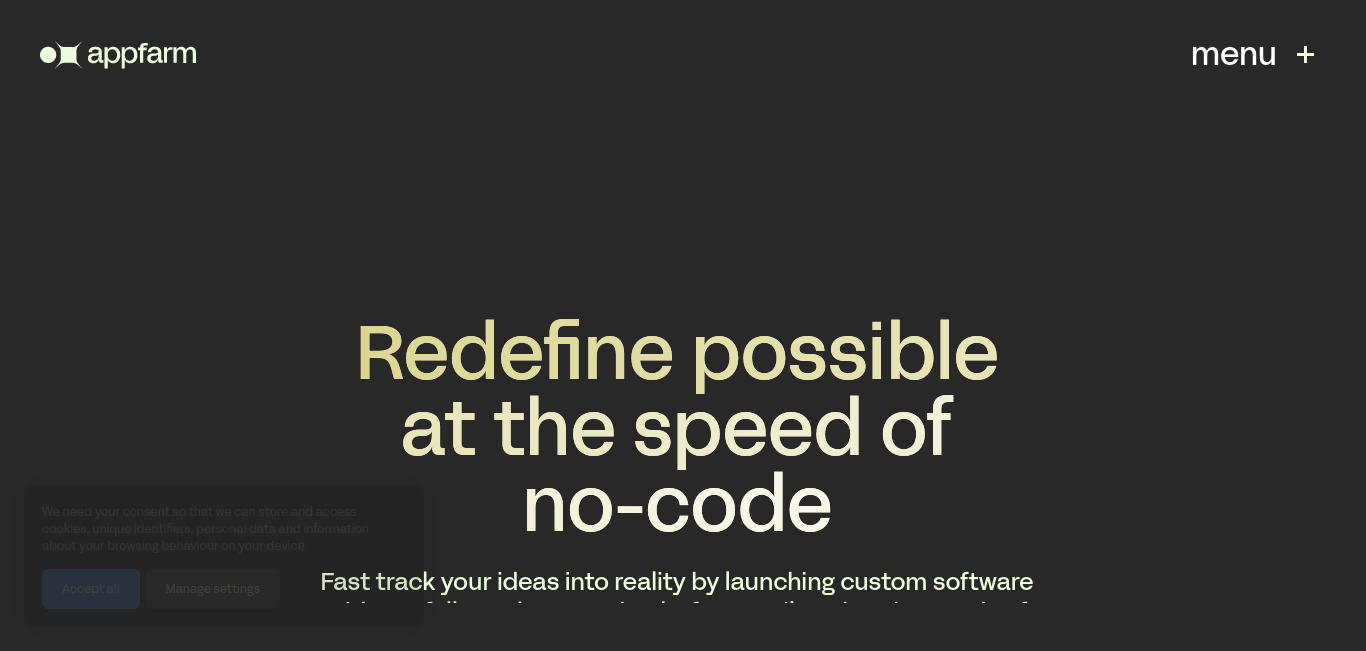 appfarm
menu +
Redefine possible
at the speed of
no-code
We need your consent so that we can store and access
cookies, unique identifiers, personal data and information
about your browsing behaviour on your device.
Accept all
Manage settings
Fast track your ideas into reality by launching custom software